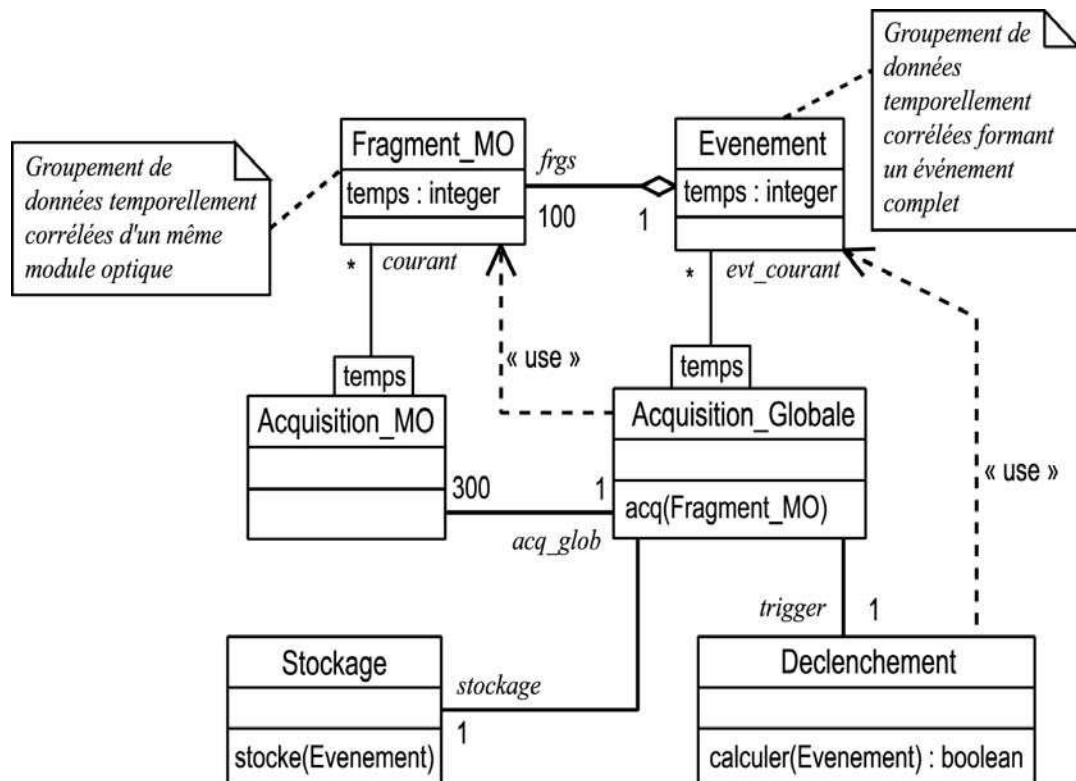 Groupement de
données
temporellement
corrélées formant
un événement
complet
Groupement de
données temporellement
corrélées d'un même
module optique
Fragment_MO
temps : integer
frgs
100
1
Evenement
temps : integer
*
courant
*
evt_courant
« use »
« use »
temps
Acquisition_MO
temps
Acquisition_Globale
acq(Fragment_MO)
300
1
acq_glob
trigger
1
Stockage
stocke(Evenement)
stockage
1
Declenchement
calculer(Evenement) : boolean